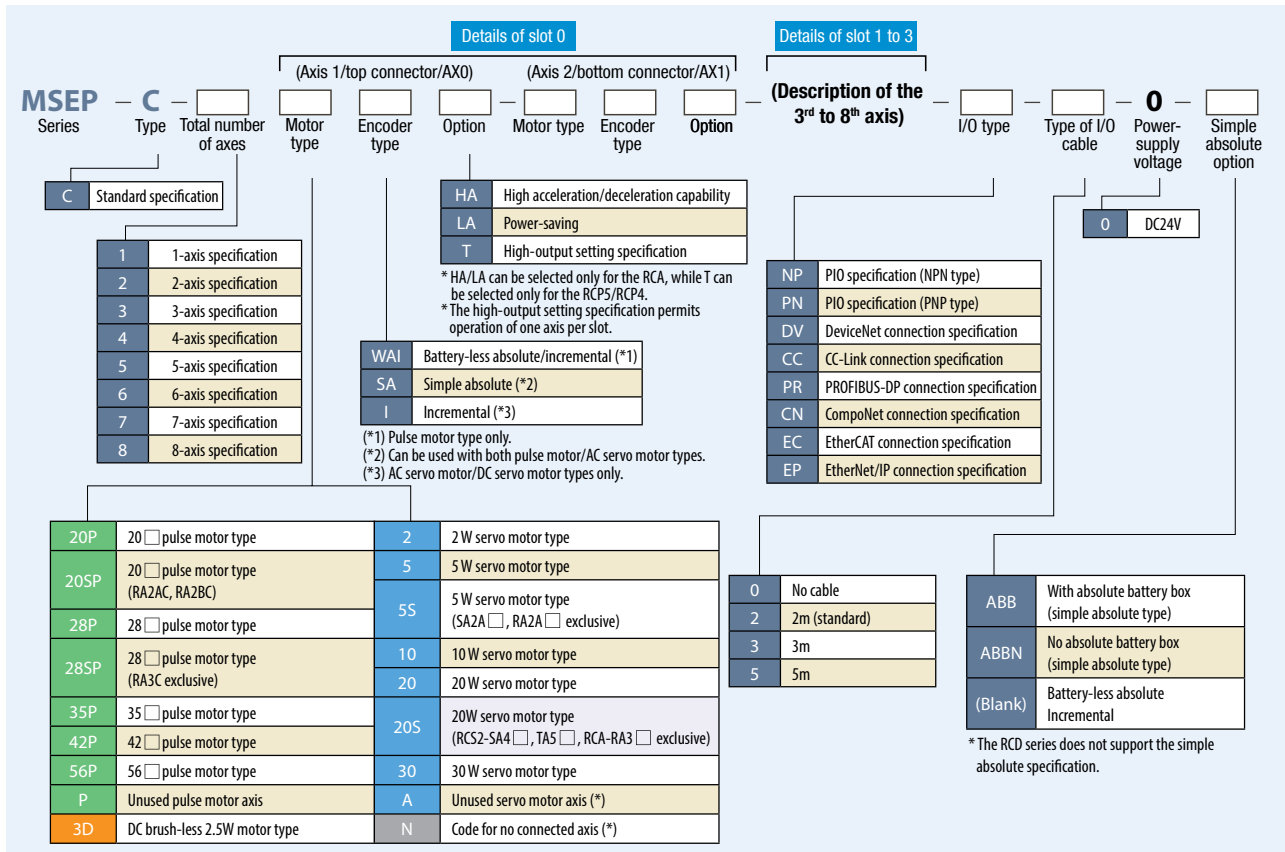 Details of slot 0
Details of slot 1 to 3
(Axis 1/top connector/AX0)
(Axis 2/bottom connector/AX1)
MSEP – C – – – (Description of the
3rd to 8th axis) – – – 0 –
Series
Type
Total number
of axes
Motor
type
Encoder
type
Option
Motor type
Encoder
type
Option
I/O type
Type of I/O
cable
Power-
supply
voltage
Simple
absolute
option
C Standard specification
1 1-axis specification
2 2-axis specification
3 3-axis specification
4 4-axis specification
5 5-axis specification
6 6-axis specification
7 7-axis specification
8 8-axis specification
HA High acceleration/deceleration capability
LA Power-saving
T High-output setting specification
* HA/LA can be selected only for the RCA, while T can
be selected only for the RCP5/RCP4.
* The high-output setting specification permits
operation of one axis per slot.
WAI Battery-less absolute/incremental (*1)
SA Simple absolute (*2)
I Incremental (*3)
(*1) Pulse motor type only.
(*2) Can be used with both pulse motor/AC servo motor types.
(*3) AC servo motor/DC servo motor types only.
0 DC24V
NP PIO specification (NPN type)
PN PIO specification (PNP type)
DV DeviceNet connection specification
CC CC-Link connection specification
PR PROFIBUS-DP connection specification
CN CompoNet connection specification
EC EtherCAT connection specification
EP EtherNet/IP connection specification
20P 20 □ pulse motor type
20SP 20 □ pulse motor type
(RA2AC, RA2BC)
28P 28 □ pulse motor type
28SP 28 □ pulse motor type
(RA3C exclusive)
35P 35 □ pulse motor type
42P 42 □ pulse motor type
56P 56 □ pulse motor type
P Unused pulse motor axis
3D DC brush-less 2.5W motor type
2 2 W servo motor type
5 5 W servo motor type
5S 5 W servo motor type
(SA2A □ , RA2A □ exclusive)
10 10 W servo motor type
20 20 W servo motor type
20S 20W servo motor type
(RCS2-SA4 □ , TA5 □ , RCA-RA3 □ exclusive)
30 30 W servo motor type
A Unused servo motor axis (*)
N Code for no connected axis (*)
0 No cable
2 2m (standard)
3 3m
5 5m
ABB With absolute battery box
(simple absolute type)
ABBN No absolute battery box
(simple absolute type)
(Blank) Battery-less absolute
Incremental
* The RCD series does not support the simple
absolute specification.